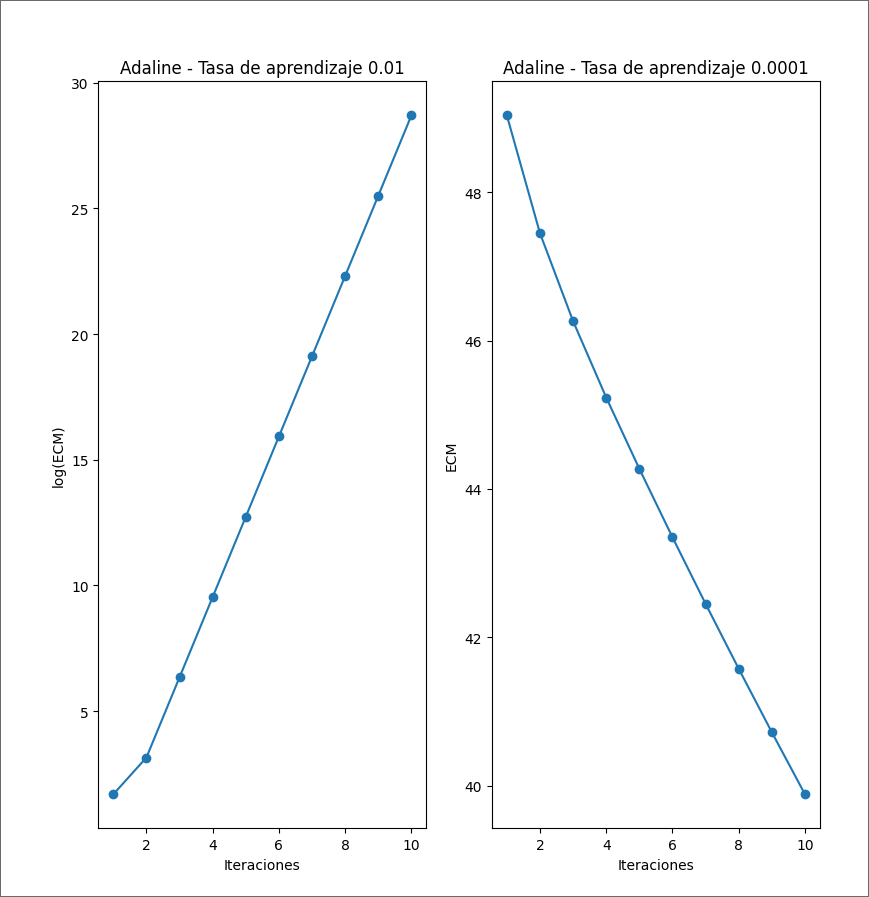 Adaline - Tasa de aprendizaje 0.01
30
25
20
15
10
5
log(ECM)
2 4 6 8 10
Iteraciones
Adaline - Tasa de aprendizaje 0.0001
48
46
44
42
40
ECM
2 4 6 8 10
Iteraciones